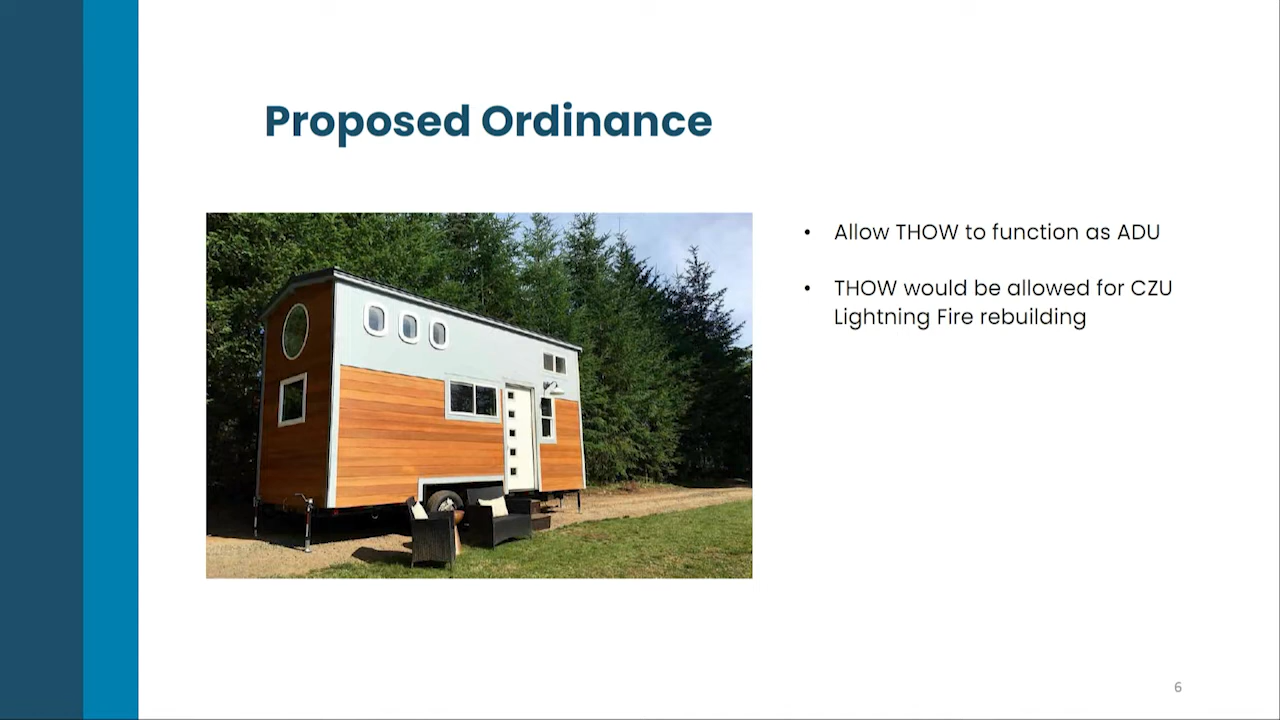 Proposed Ordinance
• Allow THOW to function as ADU
• THOW would be allowed for CZU
Lightning Fire rebuilding
6